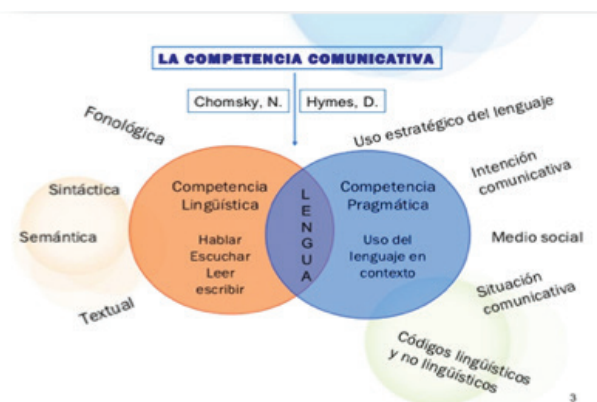 LA COMPETENCIA COMUNICATIVA
Chomsky, N.
Hymes, D.
Fonológica
Sintáctica
Semántica
Textual
Competencia
Lingüística
Hablar
Escuchar
Leer
escribir
LENGUA
Competencia
Pragmática
Uso del
lenguaje en
contexto
Uso estratégico del lenguaje
Intención
comunicativa
Medio social
Situación
comunicativa
Códigos lingüísticos
y no lingüísticos
3